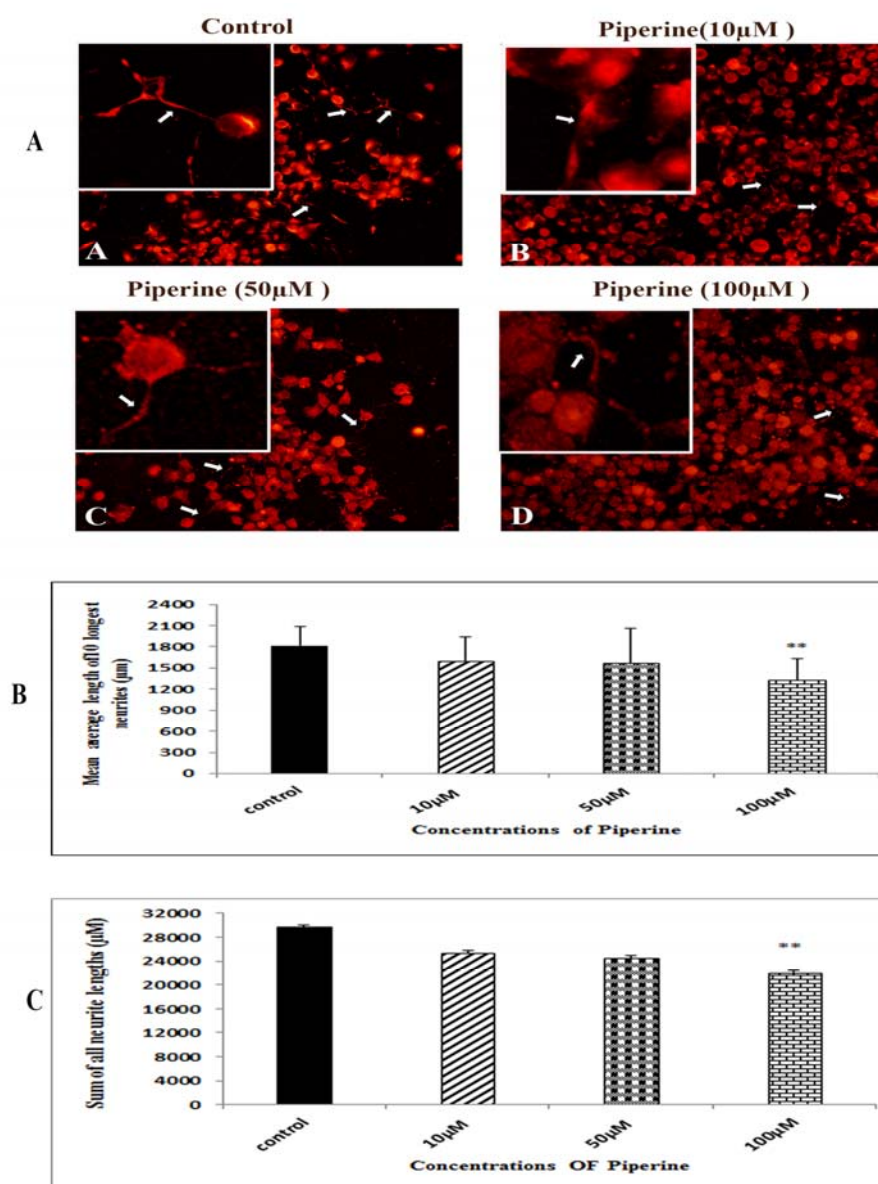 Control
Piperine(10µM )
A
A
B
Piperine (50µM )
Piperine (100µM )
C
D
B
Mean average length of10 longest
neurites (µm)
2400
2100
1800
1500
1200
900
600
300
0
**
control
10µM
50µM
100µM
Concentrations of Piperine
C
Sum of all neurite lengths (µM)
32000
28000
24000
20000
16000
12000
8000
4000
0
**
control
10µM
50µM
100µM
Concentrations OF Piperine